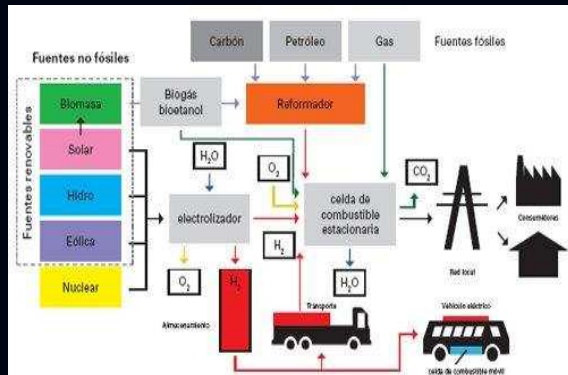 Carbón
Petróleo
Gas
Fuentes fósiles
Fuentes no fósiles
Fuentes renovables
Biomasa
Biogás
bioetanol
Reformador
Solar
H₂O
O₂
CO₂
Hidro
electrolizador
celda de
combustible
estacionaria
Consumidores
Eólica
H₂
Red local
Nuclear
O₂
H₂
H₂O
Almacenamiento
Transporte
Vehículo eléctrico
celda de combustible móvil